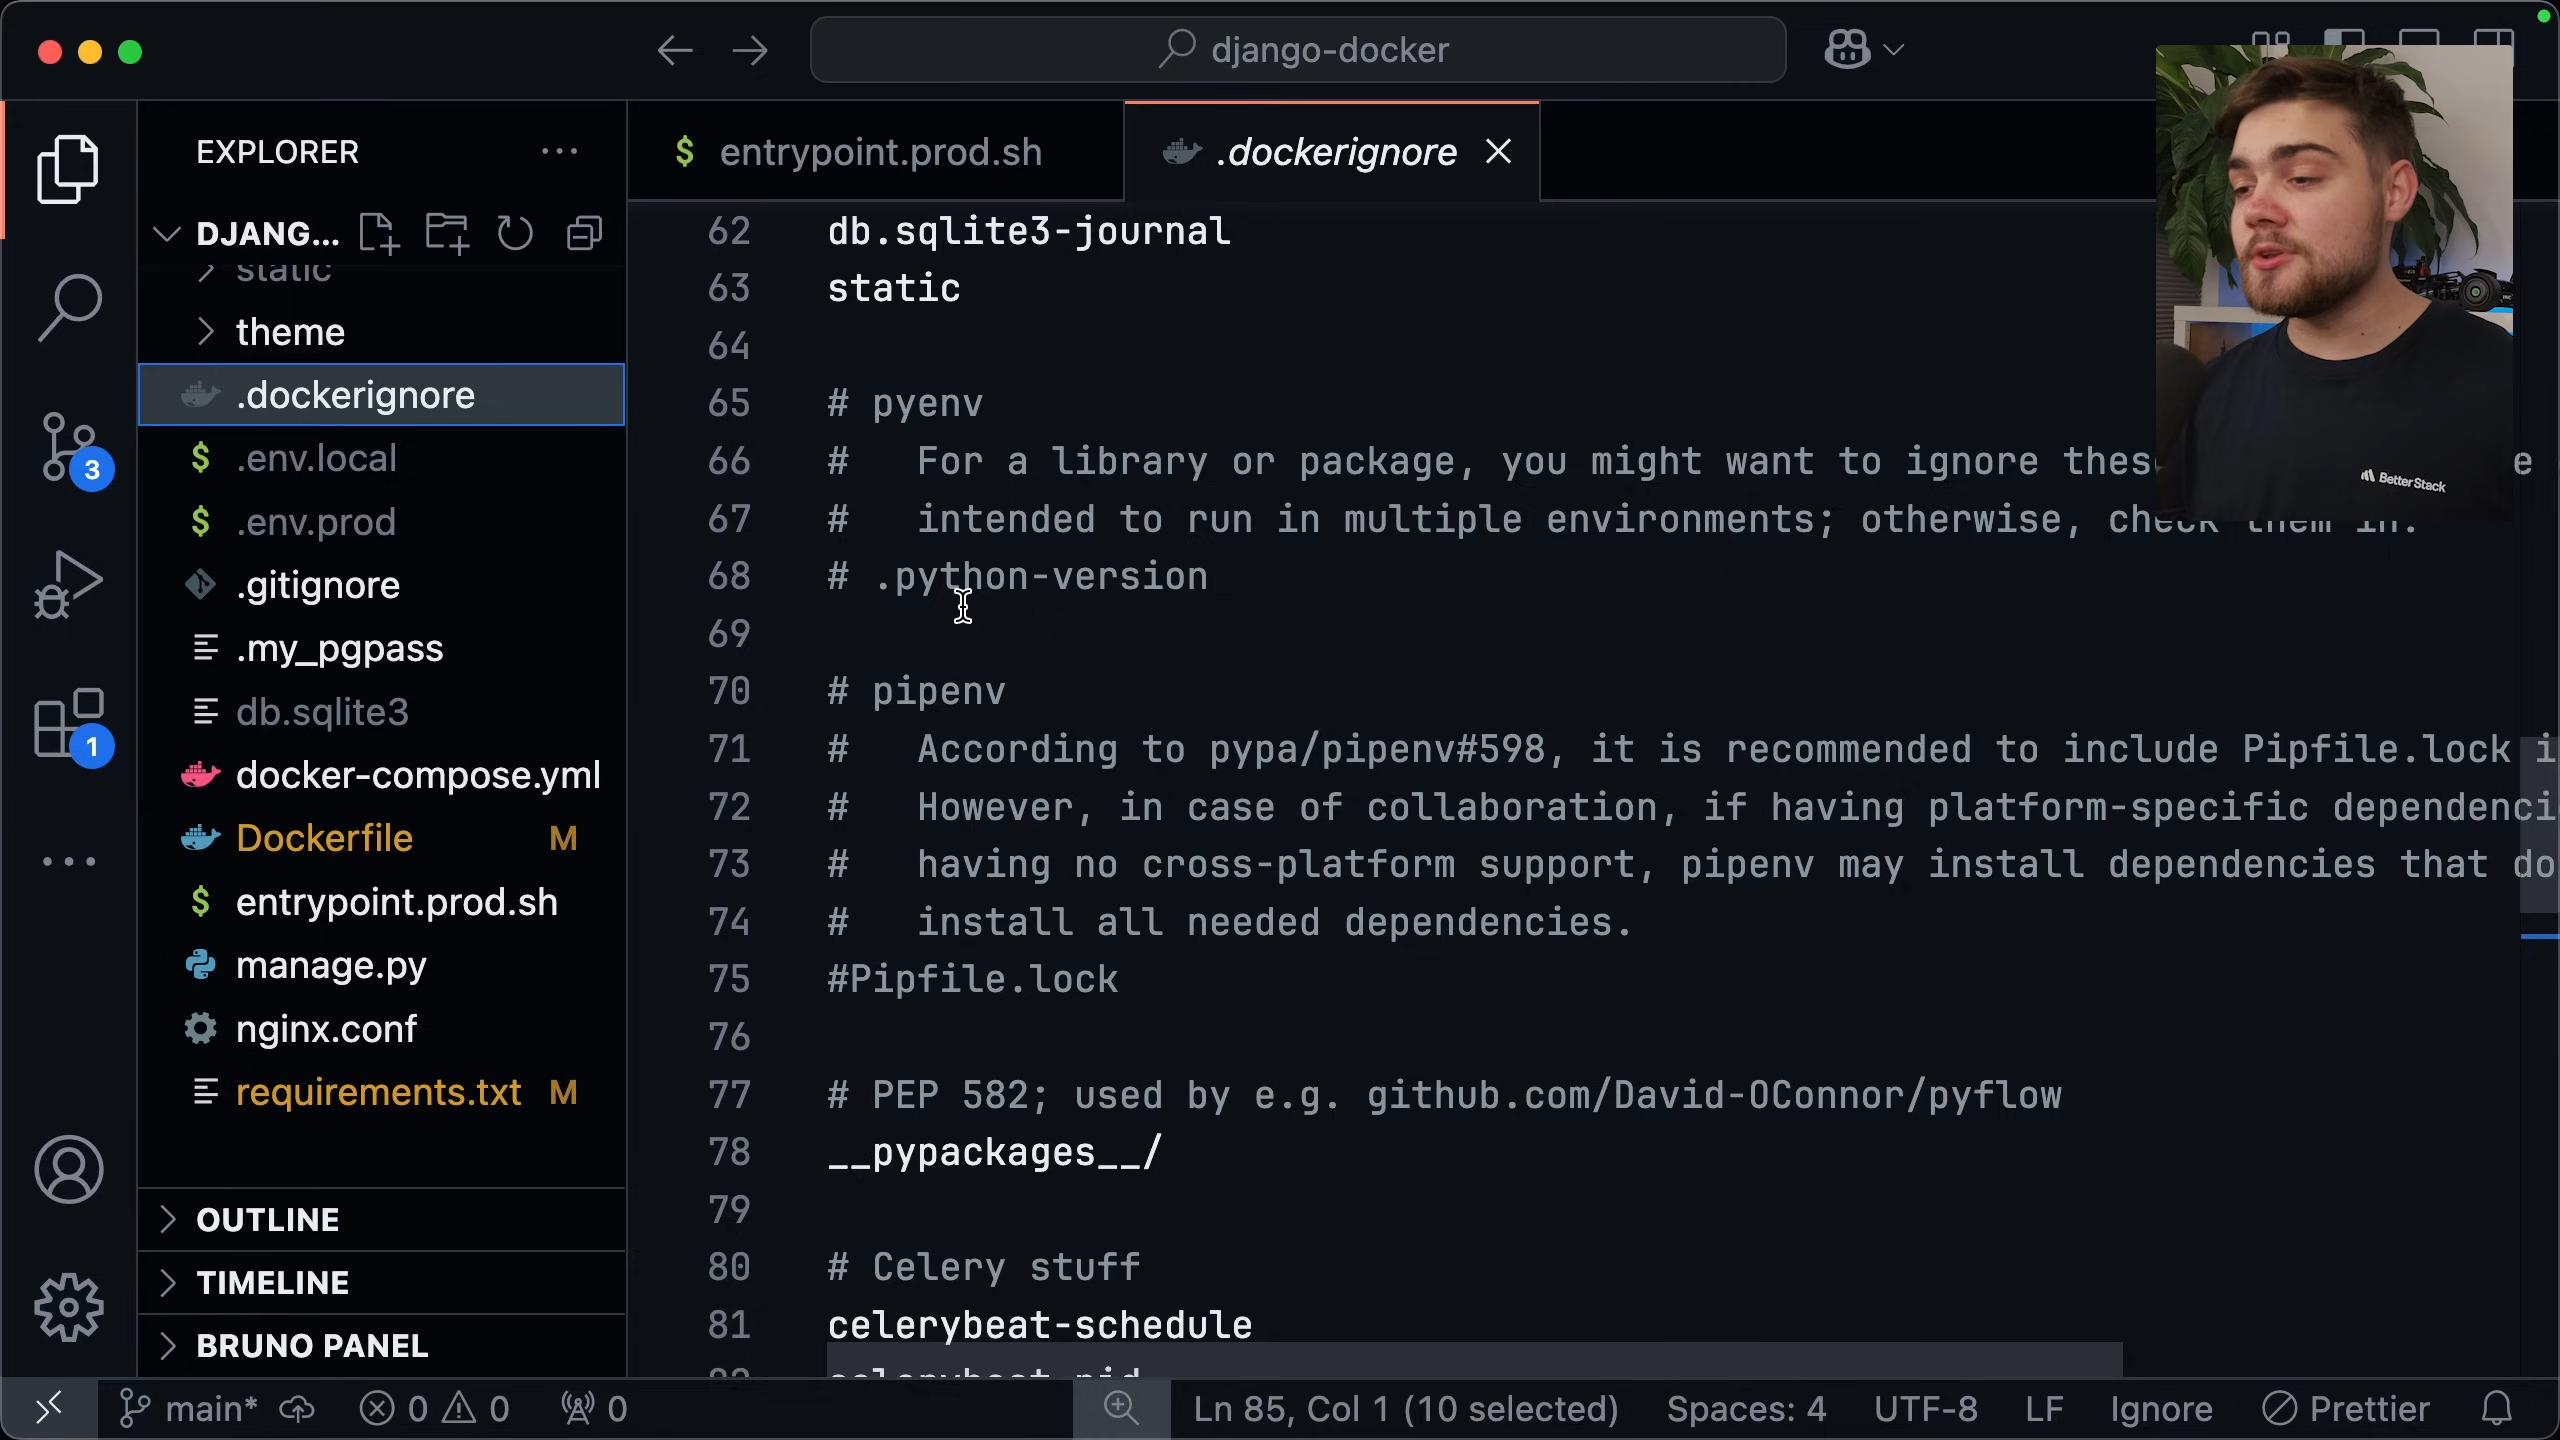 django-docker
EXPLORER
entrypoint.prod.sh
.dockerignore
DJANG...
static
theme
.dockerignore
.env.local
.env.prod
.gitignore
.my_pgpass
db.sqlite3
docker-compose.yml
Dockerfile M
entrypoint.prod.sh
manage.py
nginx.conf
requirements.txt M
OUTLINE
TIMELINE
BRUNO PANEL
3
1
62 db.sqlite3-journal
63 static
64
65 # pyenv
66 # For a library or package, you might want to ignore these
67 # intended to run in multiple environments; otherwise, check them in.
68 # .python-version
69
70 # pipenv
71 # According to pypa/pipenv#598, it is recommended to include Pipfile.lock i
72 # However, in case of collaboration, if having platform-specific dependenci
73 # having no cross-platform support, pipenv may install dependencies that do
74 # install all needed dependencies.
75 #Pipfile.lock
76
77 # PEP 582; used by e.g. github.com/David-OConnor/pyflow
78 __pypackages__/
79
80 # Celery stuff
81 celerybeat-schedule
Better Stack
main*
0
0
0
Ln 85, Col 1 (10 selected)
Spaces: 4
UTF-8
LF
Ignore
Prettier